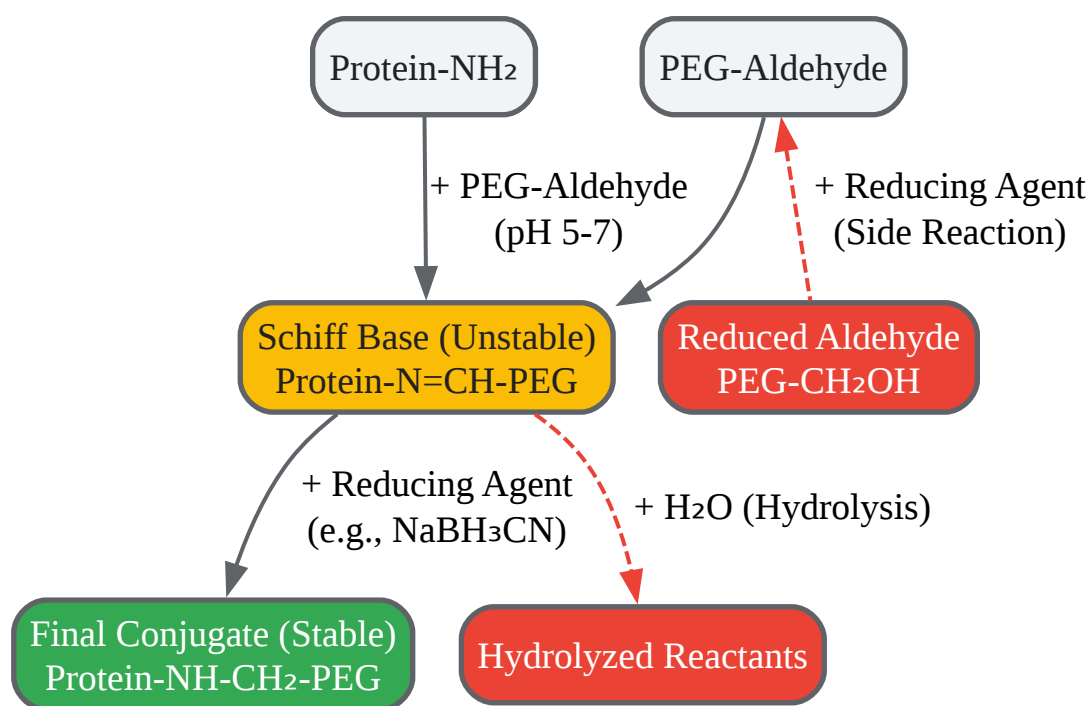 Protein-NH₂
PEG-Aldehyde
+ PEG-Aldehyde
(pH 5-7)
+ Reducing Agent
(Side Reaction)
Schiff Base (Unstable)
Protein-N=CH-PEG
Reduced Aldehyde
PEG-CH₂OH
+ Reducing Agent
(e.g., NaBH₃CN)
+ H₂O (Hydrolysis)
Final Conjugate (Stable)
Protein-NH-CH₂-PEG
Hydrolyzed Reactants